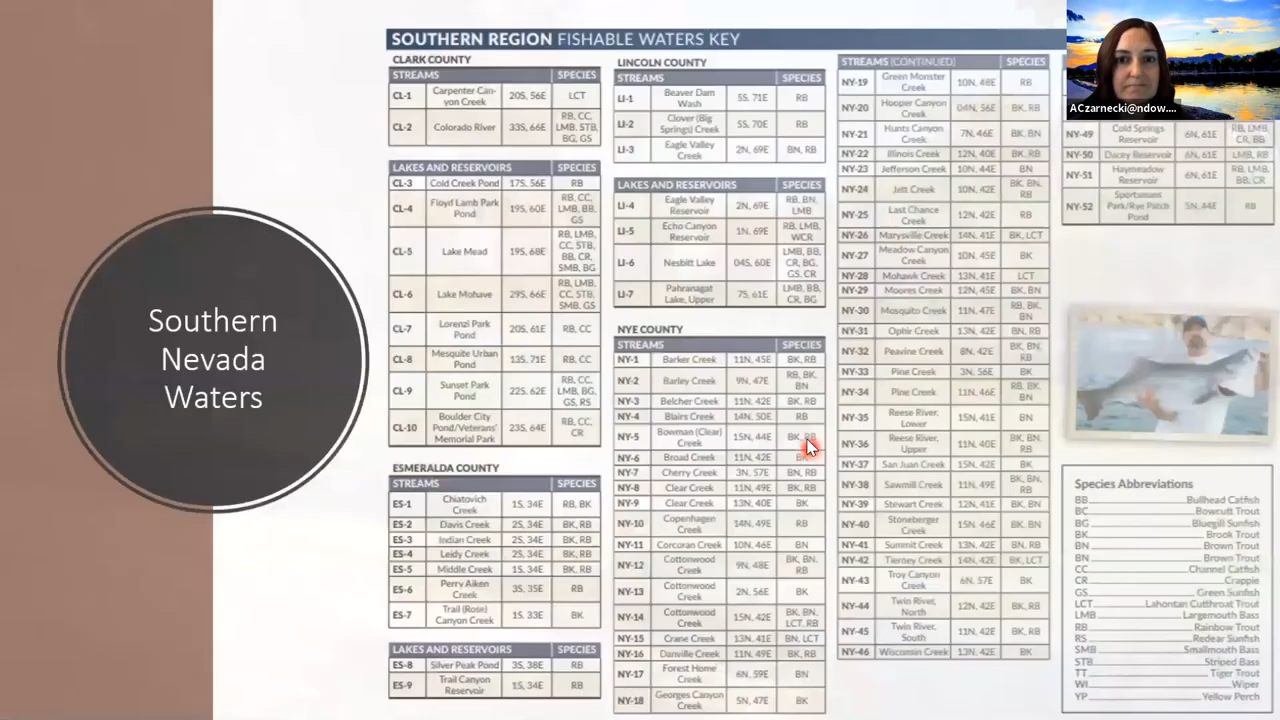 Southern
Nevada
Waters
SOUTHERN REGION FISHABLE WATERS KEY
CLARK COUNTY
STREAMS SPECIES
CL-1 Carpenter Can-
yon Creek 20S, 56E LCT
CL-2 Colorado River 33S, 66E RB, CC,
LMB, STB,
BG, GS
LAKES AND RESERVOIRS SPECIES
CL-3 Cold Creek Pond 17S, 56E RB
CL-4 Floyd Lamb Park
Pond 19S, 60E RB, CC,
LMB, BB,
GS
CL-5 Lake Mead 19S, 68E RB, LMB,
CC, STB,
BB, CR,
SMB, BG
CL-6 Lake Mohave 29S, 66E RB, LMB,
CC, STB,
SMB, GS
CL-7 Lorenzi Park
Pond 20S, 61E RB, CC
CL-8 Mesquite Urban
Pond 13S, 71E RB, CC
CL-9 Sunset Park
Pond 22S, 62E RB, CC,
LMB, BG,
GS, RS
CL-10 Boulder City
Pond/Veterans'
Memorial Park 23S, 64E RB, CC,
CR
ESMERALDA COUNTY
STREAMS SPECIES
ES-1 Chiatovich
Creek 1S, 34E RB, BK
ES-2 Davis Creek 2S, 34E BK, RB
ES-3 Indian Creek 2S, 34E BK, RB
ES-4 Leidy Creek 2S, 34E BK, RB
ES-5 Middle Creek 1S, 34E BK, RB
ES-6 Perry Aiken
Creek 3S, 35E RB
ES-7 Trail (Rose)
Canyon Creek 1S, 33E BK
LAKES AND RESERVOIRS SPECIES
ES-8 Silver Peak Pond 3S, 38E RB
ES-9 Trail Canyon
Reservoir 1S, 34E RB
LINCOLN COUNTY
STREAMS SPECIES
LI-1 Beaver Dam
Wash 5S, 71E RB
LI-2 Clover (Big
Springs) Creek 5S, 70E RB
LI-3 Eagle Valley
Creek 2N, 69E BN, RB
LAKES AND RESERVOIRS SPECIES
LI-4 Eagle Valley
Reservoir 2N, 69E RB, BN,
LMB
LI-5 Echo Canyon
Reservoir 1N, 69E RB, LMB,
WCR
LI-6 Nesbitt Lake 04S, 60E LMB, BB,
CR, BG,
GS, CR
LI-7 Pahranagat
Lake, Upper 7S, 61E LMB, BB,
CR, BG
NYE COUNTY
STREAMS SPECIES
NY-1 Barker Creek 11N, 45E BK, RB
NY-2 Barley Creek 9N, 47E RB, BK,
BN
NY-3 Belcher Creek 11N, 42E BK, RB
NY-4 Blairs Creek 14N, 50E RB
NY-5 Bowman (Clear)
Creek 15N, 44E BK, RB
NY-6 Broad Creek 11N, 42E
NY-7 Cherry Creek 3N, 57E BN, RB
NY-8 Clear Creek 11N, 49E BK, RB
NY-9 Clear Creek 13N, 40E BK
NY-10 Copenhagen
Creek 14N, 49E RB
NY-11 Corcoran Creek 10N, 46E BN
NY-12 Cottonwood
Creek 9N, 48E BK, BN,
RB
NY-13 Cottonwood
Creek 2N, 56E BK
NY-14 Cottonwood
Creek 15N, 42E BK, BN,
LCT, RB
NY-15 Crane Creek 13N, 41E BN, LCT
NY-16 Danville Creek 11N, 49E BK, RB
NY-17 Forest Home
Creek 6N, 59E BN
NY-18 Georges Canyon
Creek 5N, 47E BK
STREAMS (CONTINUED) SPECIES
NY-19 Green Monster
Creek 10N, 48E RB
NY-20 Hooper Canyon
Creek 04N, 56E BK, RB
NY-21 Hunts Canyon
Creek 7N, 46E BK, BN
NY-22 Illinois Creek 12N, 40E BK, RB
NY-23 Jefferson Creek 10N, 44E BN
NY-24 Jett Creek 10N, 42E BK, BN,
RB
NY-25 Last Chance
Creek 12N, 42E RB
NY-26 Marysville Creek 14N, 41E BK, LCT
NY-27 Meadow Canyon
Creek 10N, 45E BK
NY-28 Mohawk Creek 13N, 41E LCT
NY-29 Moores Creek 12N, 45E BK, BN
NY-30 Mosquito Creek 11N, 47E RB, BK,
BN
NY-31 Ophir Creek 13N, 42E BN, RB
NY-32 Peavine Creek 8N, 42E BK, BN,
RB
NY-33 Pine Creek 3N, 56E BK
NY-34 Pine Creek 11N, 46E RB, BK,
BN
NY-35 Reese River,
Lower 15N, 41E BN
NY-36 Reese River,
Upper 11N, 40E BK, BN,
RB
NY-37 San Juan Creek 15N, 42E BK
NY-38 Sawmill Creek 11N, 49E BK, BN,
RB
NY-39 Stewart Creek 12N, 41E BK, BN
NY-40 Stoneberger
Creek 15N, 46E BK, BN
NY-41 Summit Creek 13N, 42E BN, RB
NY-42 Tierney Creek 14N, 42E BK, LCT
NY-43 Troy Canyon
Creek 6N, 57E BK
NY-44 Twin River,
North 12N, 42E BK, RB
NY-45 Twin River,
South 11N, 42E BK, RB
NY-46 Wisconsin Creek 13N, 42E BK
ACzarnecki@ndow....
NY-49 Cold Springs
Reservoir 6N, 61E RB, LMB,
CR, BB
NY-50 Dacey Reservoir 6N, 61E LMB, RB
NY-51 Haymeadow
Reservoir 6N, 61E RB, LMB,
BB, CR
NY-52 Sportsmans
Park/Rye Patch
Pond 5N, 44E RB
Species Abbreviations
BB Bullhead Catfish
BC Bowcutt Trout
BG Bluegill Sunfish
BK Brook Trout
BN Brown Trout
BN Brown Trout
CC Channel Catfish
CR Crappie
GS Green Sunfish
LCT Lahontan Cutthroat Trout
LMB Largemouth Bass
RB Rainbow Trout
RS Redear Sunfish
SMB Smallmouth Bass
STB Striped Bass
TT Tiger Trout
WI Wiper
YP Yellow Perch